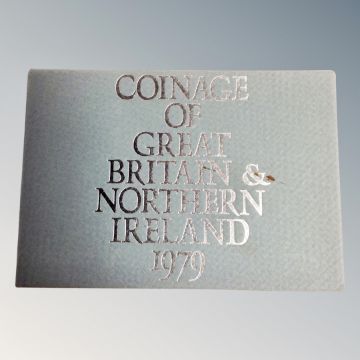 COINAGE
OF
GREAT
BRITAIN &
NORTHERN
IRELAND
1979